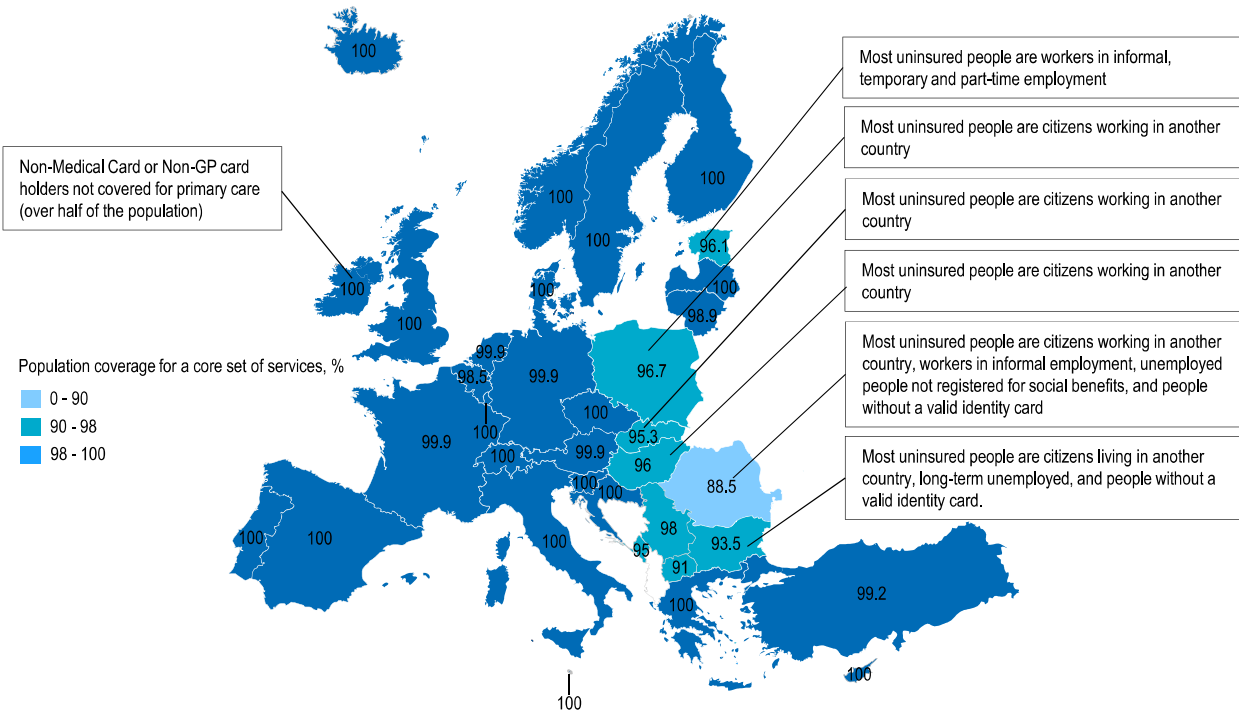 100
Most uninsured people are workers in informal,
temporary and part-time employment
Most uninsured people are citizens working in another
country
Non-Medical Card or Non-GP card
holders not covered for primary care
(over half of the population)
100
100
Most uninsured people are citizens working in another
country
100
96.1
Most uninsured people are citizens working in another
country
100
100
100
98.9
100
Most uninsured people are citizens working in another
country, workers in informal employment, unemployed
people not registered for social benefits, and people
without a valid identity card
Population coverage for a core set of services, %
0 - 90
90 - 98
98 - 100
99.9
98.5
99.9
96.7
100
100
95.3
99.9
99.9
100
96
Most uninsured people are citizens living in another
country, long-term unemployed, and people without a
valid identity card.
100
100
88.5
98
93.5
95
91
100
100
100
100
99.2
100
100